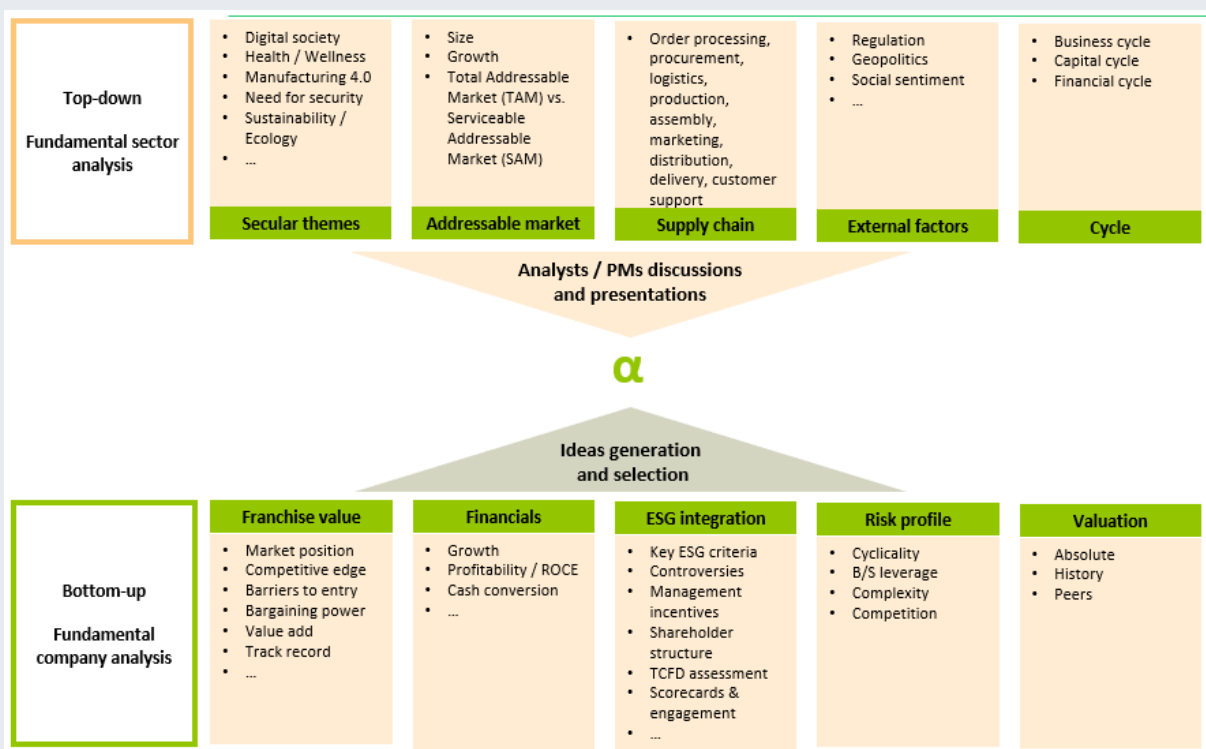 Top-down
Fundamental sector
analysis
• Digital society
• Health / Wellness
• Manufacturing 4.0
• Need for security
• Sustainability /
Ecology
• ...
Secular themes
• Size
• Growth
• Total Addressable
Market (TAM) vs.
Serviceable
Addressable
Market (SAM)
Addressable market
• Order processing,
procurement,
logistics,
production,
assembly,
marketing,
distribution,
delivery, customer
support
Supply chain
• Regulation
• Geopolitics
• Social sentiment
• ...
External factors
• Business cycle
• Capital cycle
• Financial cycle
Cycle
Analysts / PMs discussions
and presentations
α
Ideas generation
and selection
Bottom-up
Fundamental
company analysis
Franchise value
• Market position
• Competitive edge
• Barriers to entry
• Bargaining power
• Value add
• Track record
• ...
Financials
• Growth
• Profitability / ROCE
• Cash conversion
• ...
ESG integration
• Key ESG criteria
• Controversies
• Management
incentives
• Shareholder
structure
• TCFD assessment
• Scorecards &
engagement
• ...
Risk profile
• Cyclicality
• B/S leverage
• Complexity
• Competition
Valuation
• Absolute
• History
• Peers